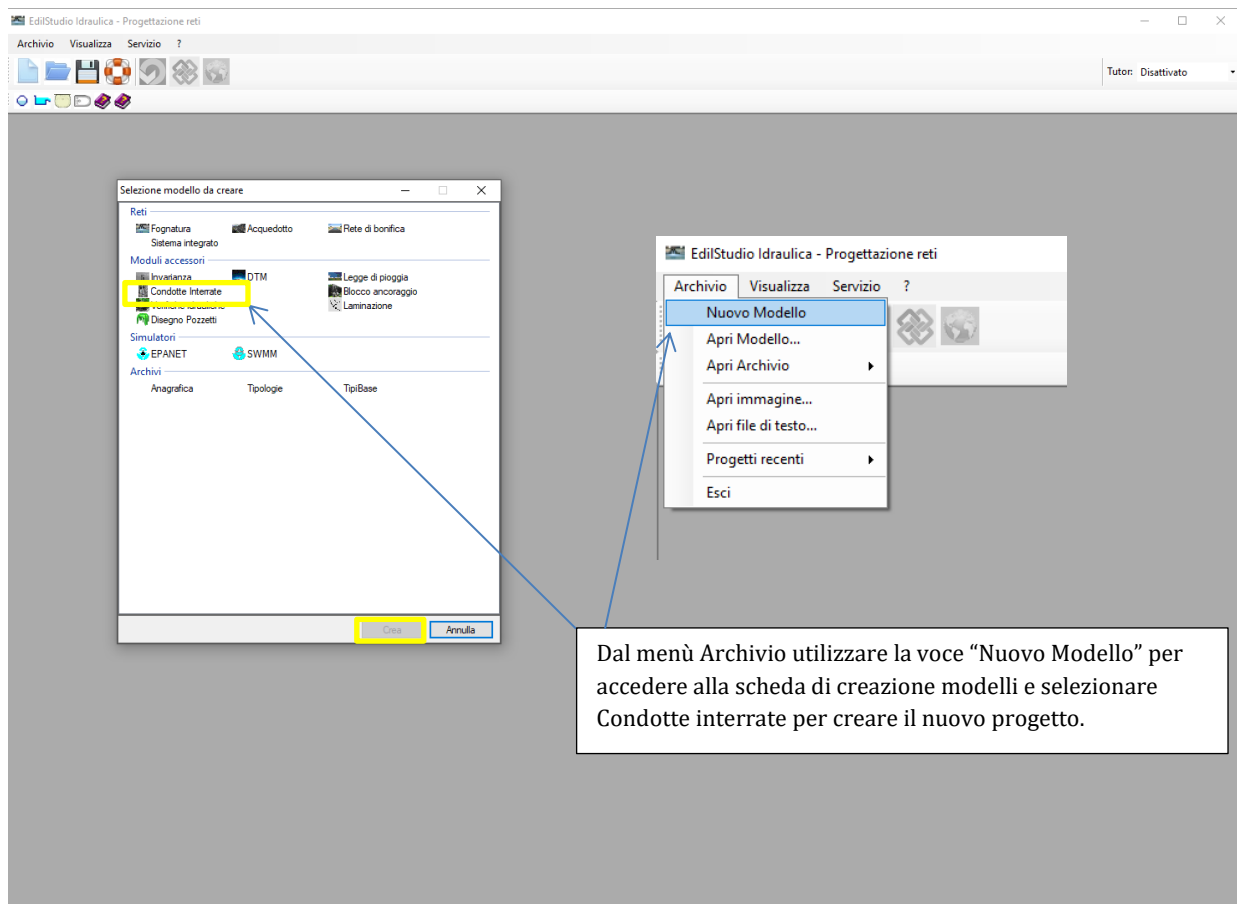 EdilStudio Idraulica - Progettazione reti
Archivio Visualizza Servizio ?
Tutor: Disattivato
Selezione modello da creare
Reti
Fognatura Acquedotto Rete di bonifica
Sistema integrato
Moduli accessori
Invarianza DTM Legge di pioggia
Condotte Interrate Blocco ancoraggio
Verifiche Idrauliche Laminazione
Disegno Pozzetti
Simulatori
EPANET SWMM
Archivi
Anagrafica Tipologie TipiBase
Crea Annulla
EdilStudio Idraulica - Progettazione reti
Archivio Visualizza Servizio ?
Nuovo Modello
Apri Modello...
Apri Archivio
Apri immagine...
Apri file di testo...
Progetti recenti
Esci
Dal menù Archivio utilizzare la voce “Nuovo Modello” per
accedere alla scheda di creazione modelli e selezionare
Condotte interrate per creare il nuovo progetto.